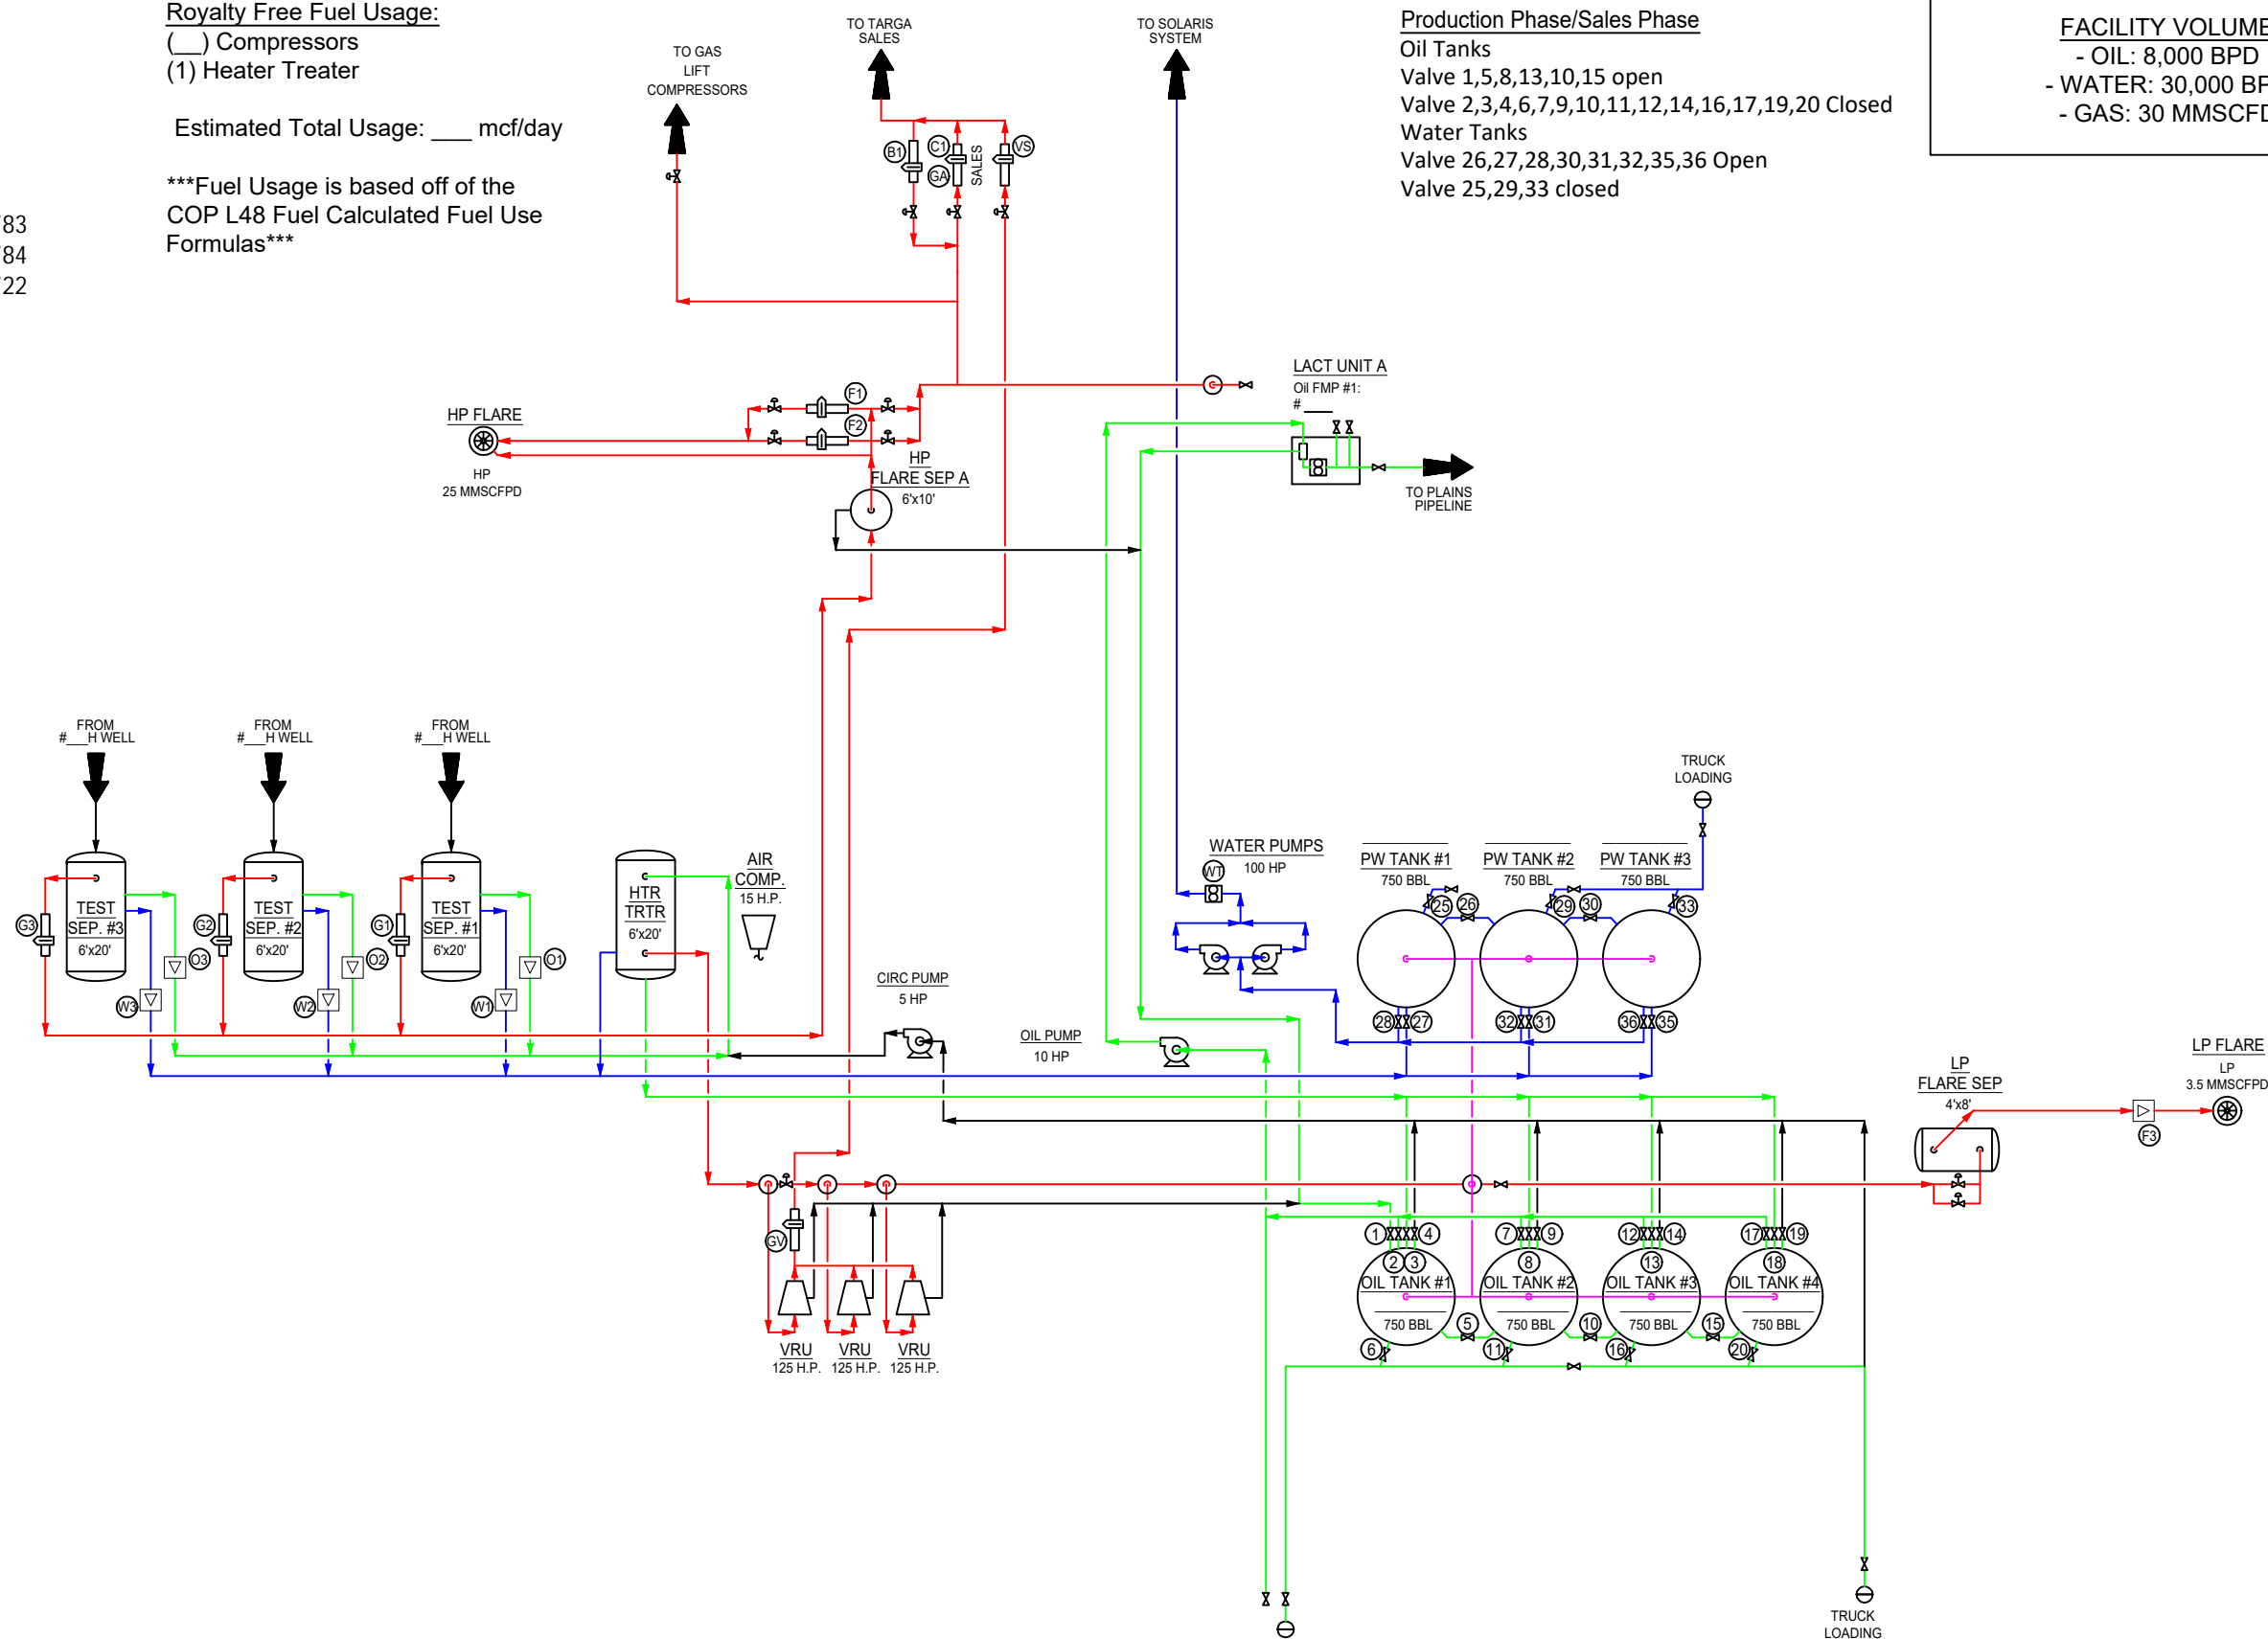 Royalty Free Fuel Usage:
(__) Compressors
(1) Heater Treater
Estimated Total Usage: ___ mcf/day
***Fuel Usage is based off of the
COP L48 Fuel Calculated Fuel Use
Formulas***
783
784
722
TO GAS
LIFT
COMPRESSORS
TO TARGA
SALES
TO SOLARIS
SYSTEM
Production Phase/Sales Phase
Oil Tanks
Valve 1,5,8,13,10,15 open
Valve 2,3,4,6,7,9,10,11,12,14,16,17,19,20 Closed
Water Tanks
Valve 26,27,28,30,31,32,35,36 Open
Valve 25,29,33 closed
FACILITY VOLUME
- OIL: 8,000 BPD
- WATER: 30,000 BP
- GAS: 30 MMSCFD
B1
C1
GA
SALES
VS
HP FLARE
HP
25 MMSCFPD
F1
F2
HP
FLARE SEP A
6'x10'
LACT UNIT A
Oil FMP #1:
# ____
TO PLAINS
PIPELINE
FROM
#___H WELL
FROM
#___H WELL
FROM
#___H WELL
TEST
SEP. #3
6'x20'
TEST
SEP. #2
6'x20'
TEST
SEP. #1
6'x20'
G3
G2
G1
O3
O2
O1
W3
W2
W1
HTR
TRTR
6'x20'
AIR
COMP.
15 H.P.
CIRC PUMP
5 HP
OIL PUMP
10 HP
WATER PUMPS
100 HP
WT
TRUCK
LOADING
PW TANK #1
750 BBL
PW TANK #2
750 BBL
PW TANK #3
750 BBL
25
26
29
30
33
28
27
32
31
36
35
LP
FLARE SEP
4'x8'
LP FLARE
LP
3.5 MMSCFPD
F3
GV
VRU
125 H.P.
VRU
125 H.P.
VRU
125 H.P.
1
4
7
9
12
14
17
19
2
3
8
13
18
OIL TANK #1
750 BBL
OIL TANK #2
750 BBL
OIL TANK #3
750 BBL
OIL TANK #4
750 BBL
5
10
15
6
11
16
20
TRUCK
LOADING